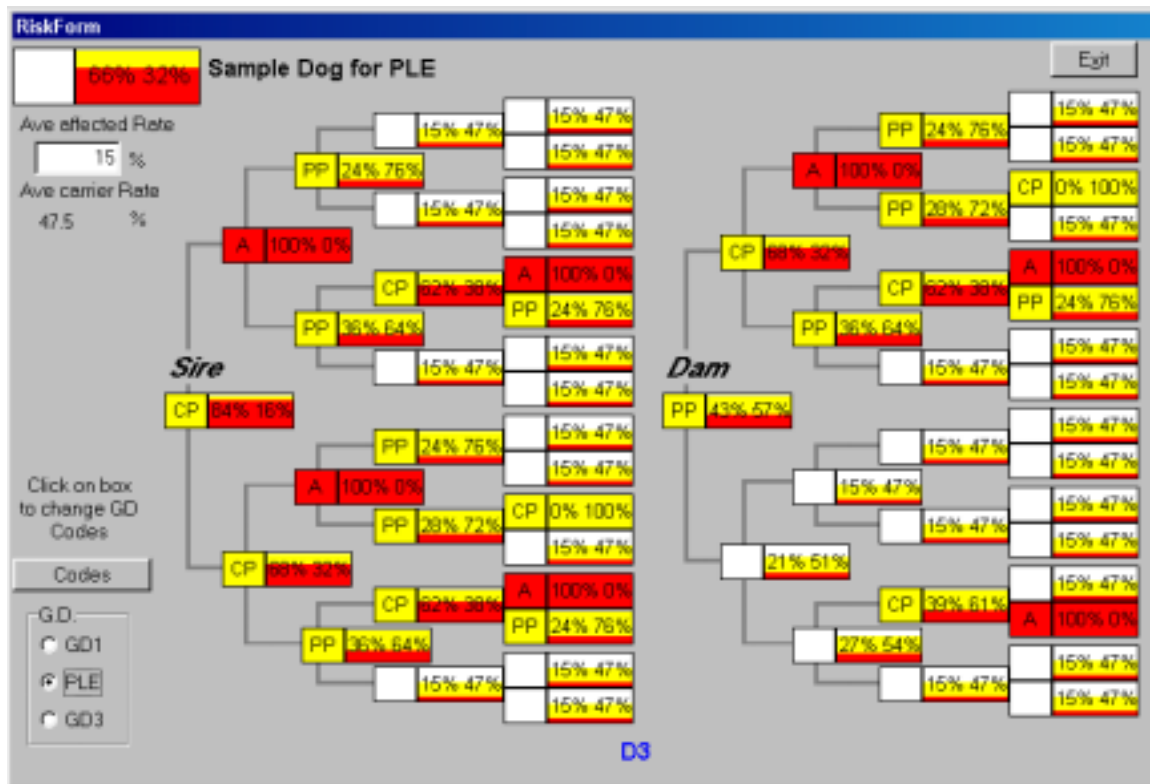 RiskForm
66% 32%
Sample Dog for PLE
Exit
Ave affected Rate
15 %
Ave carrier Rate
47.5 %
Click on box
to change GD
Codes
Codes
G.D.
GD1
PLE
GD3
Sire
CP 84% 16%
A 100% 0%
CP 68% 32%
PP 24% 76%
PP 36% 64%
A 100% 0%
PP 36% 64%
15% 47%
15% 47%
CP 62% 38%
15% 47%
PP 24% 76%
PP 28% 72%
CP 62% 38%
15% 47%
15% 47%
15% 47%
15% 47%
15% 47%
A 100% 0%
PP 24% 76%
15% 47%
15% 47%
15% 47%
15% 47%
CP 0% 100%
15% 47%
A 100% 0%
PP 24% 76%
15% 47%
15% 47%
Dam
PP 43% 57%
CP 68% 32%
21% 51%
A 100% 0%
PP 36% 64%
15% 47%
27% 54%
PP 24% 76%
PP 28% 72%
CP 62% 38%
15% 47%
15% 47%
15% 47%
CP 39% 61%
15% 47%
15% 47%
15% 47%
CP 0% 100%
15% 47%
A 100% 0%
PP 24% 76%
15% 47%
15% 47%
15% 47%
15% 47%
15% 47%
15% 47%
15% 47%
A 100% 0%
15% 47%
15% 47%
D3